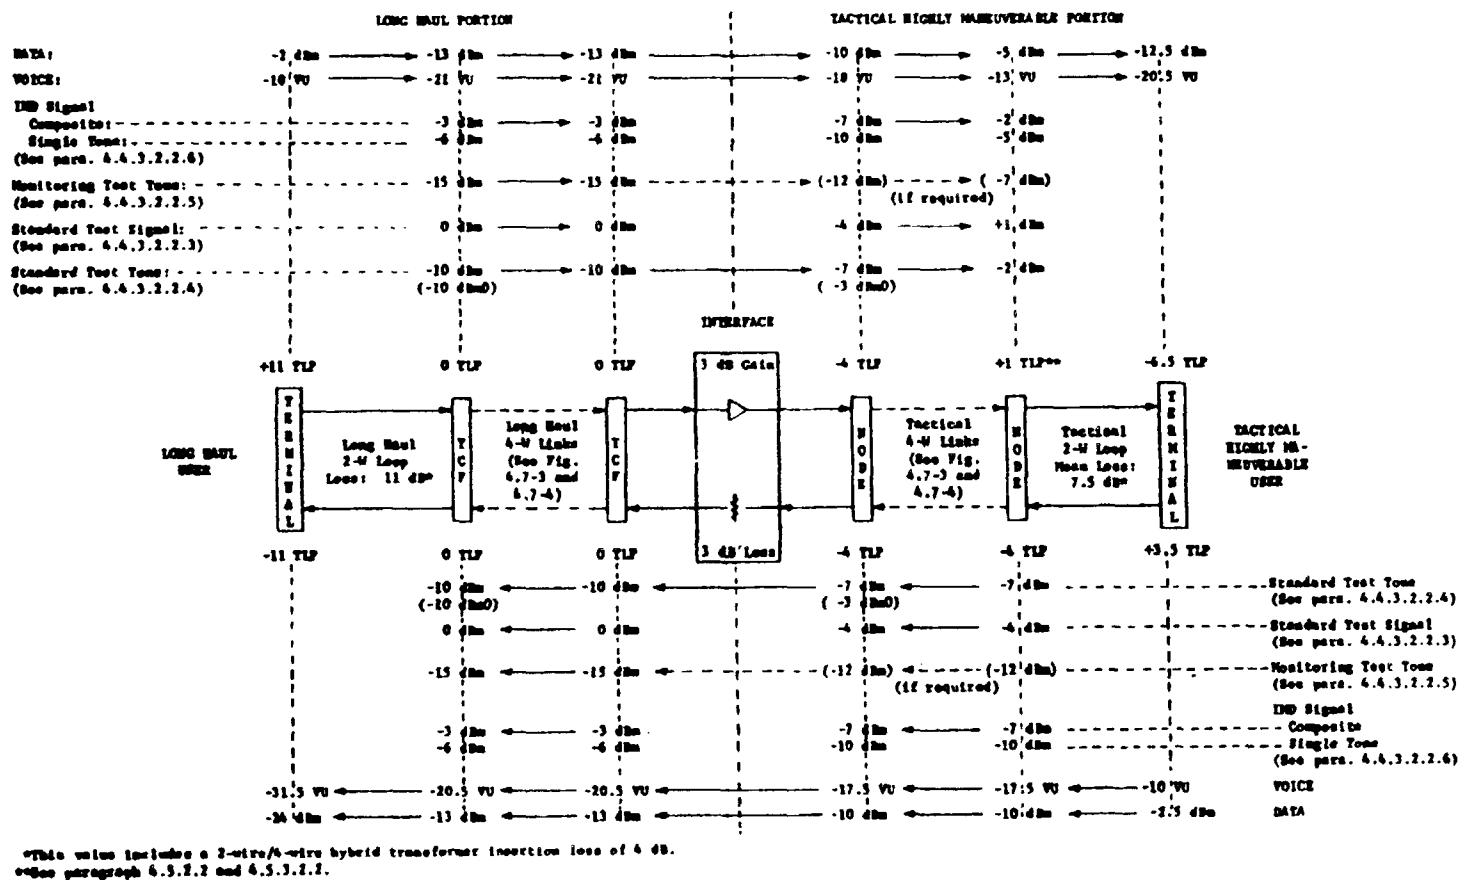 LONG HAUL PORTION
TACTICAL HIGHLY MANEUVERABLE PORTION
DATA: -2 dBm -13 dBm -13 dBm -10 dBm -5 dBm -12.5 dBm
VOICE: -10 VU -21 VU -21 VU -18 VU -13 VU -20.5 VU
IMD Signal
Composite: -3 dBm -3 dBm -7 dBm -2 dBm
Single Tone: -6 dBm -6 dBm -10 dBm -5 dBm
(See para. 4.4.3.2.2.6)
Monitoring Test Tone: -15 dBm -15 dBm (-12 dBm) (-7 dBm)
(See para. 4.4.3.2.2.5) (if required)
Standard Test Signal: 0 dBm 0 dBm -4 dBm +1 dBm
(See para. 4.4.3.2.2.3)
Standard Test Tone: -10 dBm -10 dBm -7 dBm -2 dBm
(See para. 4.4.3.2.2.4) (-10 dBm0) (-3 dBm0)
INTERFACE
+11 TLP 0 TLP 0 TLP 3 dB Gain -4 TLP +1 TLP** -6.5 TLP
LONG HAUL
USER
TERMINAL
Long Haul
2-W Loop
Loss: 11 dB*
TCF
Long Haul
4-W Links
(See Fig.
4.7-3 and
4.7-4)
TCF
NODE
Tactical
4-W Links
(See Fig.
4.7-3 and
4.7-4)
NODE
Tactical
2-W Loop
Mean Loss:
7.5 dB*
TERMINAL
TACTICAL
HIGHLY MA-
NEUVERABLE
USER
-11 TLP 0 TLP 0 TLP 3 dB Loss -4 TLP -4 TLP +3.5 TLP
-10 dBm -10 dBm -7 dBm -7 dBm Standard Test Tone
(-10 dBm0) (-3 dBm0) (See para. 4.4.3.2.2.4)
0 dBm 0 dBm -4 dBm -4 dBm Standard Test Signal
(See para. 4.4.3.2.2.3)
-15 dBm -15 dBm (-12 dBm) (-12 dBm) Monitoring Test Tone
(if required) (See para. 4.4.3.2.2.5)
IMD Signal
-3 dBm -3 dBm -7 dBm -7 dBm Composite
-6 dBm -6 dBm -10 dBm -10 dBm Single Tone
(See para. 4.4.3.2.2.6)
-31.5 VU -20.5 VU -20.5 VU -17.5 VU -17.5 VU -10 VU VOICE
-24 dBm -13 dBm -13 dBm -10 dBm -10 dBm -2.5 dBm DATA
*This value includes a 2-wire/4-wire hybrid transformer insertion loss of 4 dB.
**See paragraph 4.5.2.2 and 4.5.3.2.2.